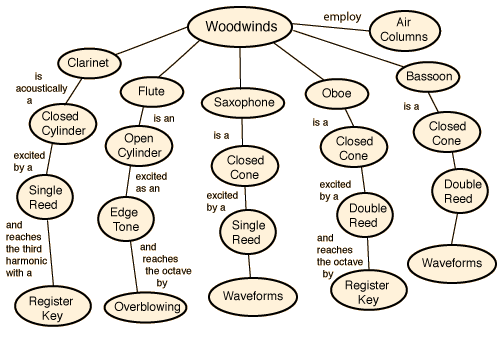 Woodwinds
employ
Air
Columns
Clarinet
is
acoustically
a
Closed
Cylinder
excited
by a
Single
Reed
and
reaches
the third
harmonic
with a
Register
Key
Flute
is an
Open
Cylinder
excited
as an
Edge
Tone
and
reaches
the octave
by
Overblowing
Saxophone
is a
Closed
Cone
excited
by a
Single
Reed
Waveforms
Oboe
is a
Closed
Cone
excited
by a
Double
Reed
and
reaches
the octave
by
Register
Key
Bassoon
is a
Closed
Cone
Double
Reed
Waveforms